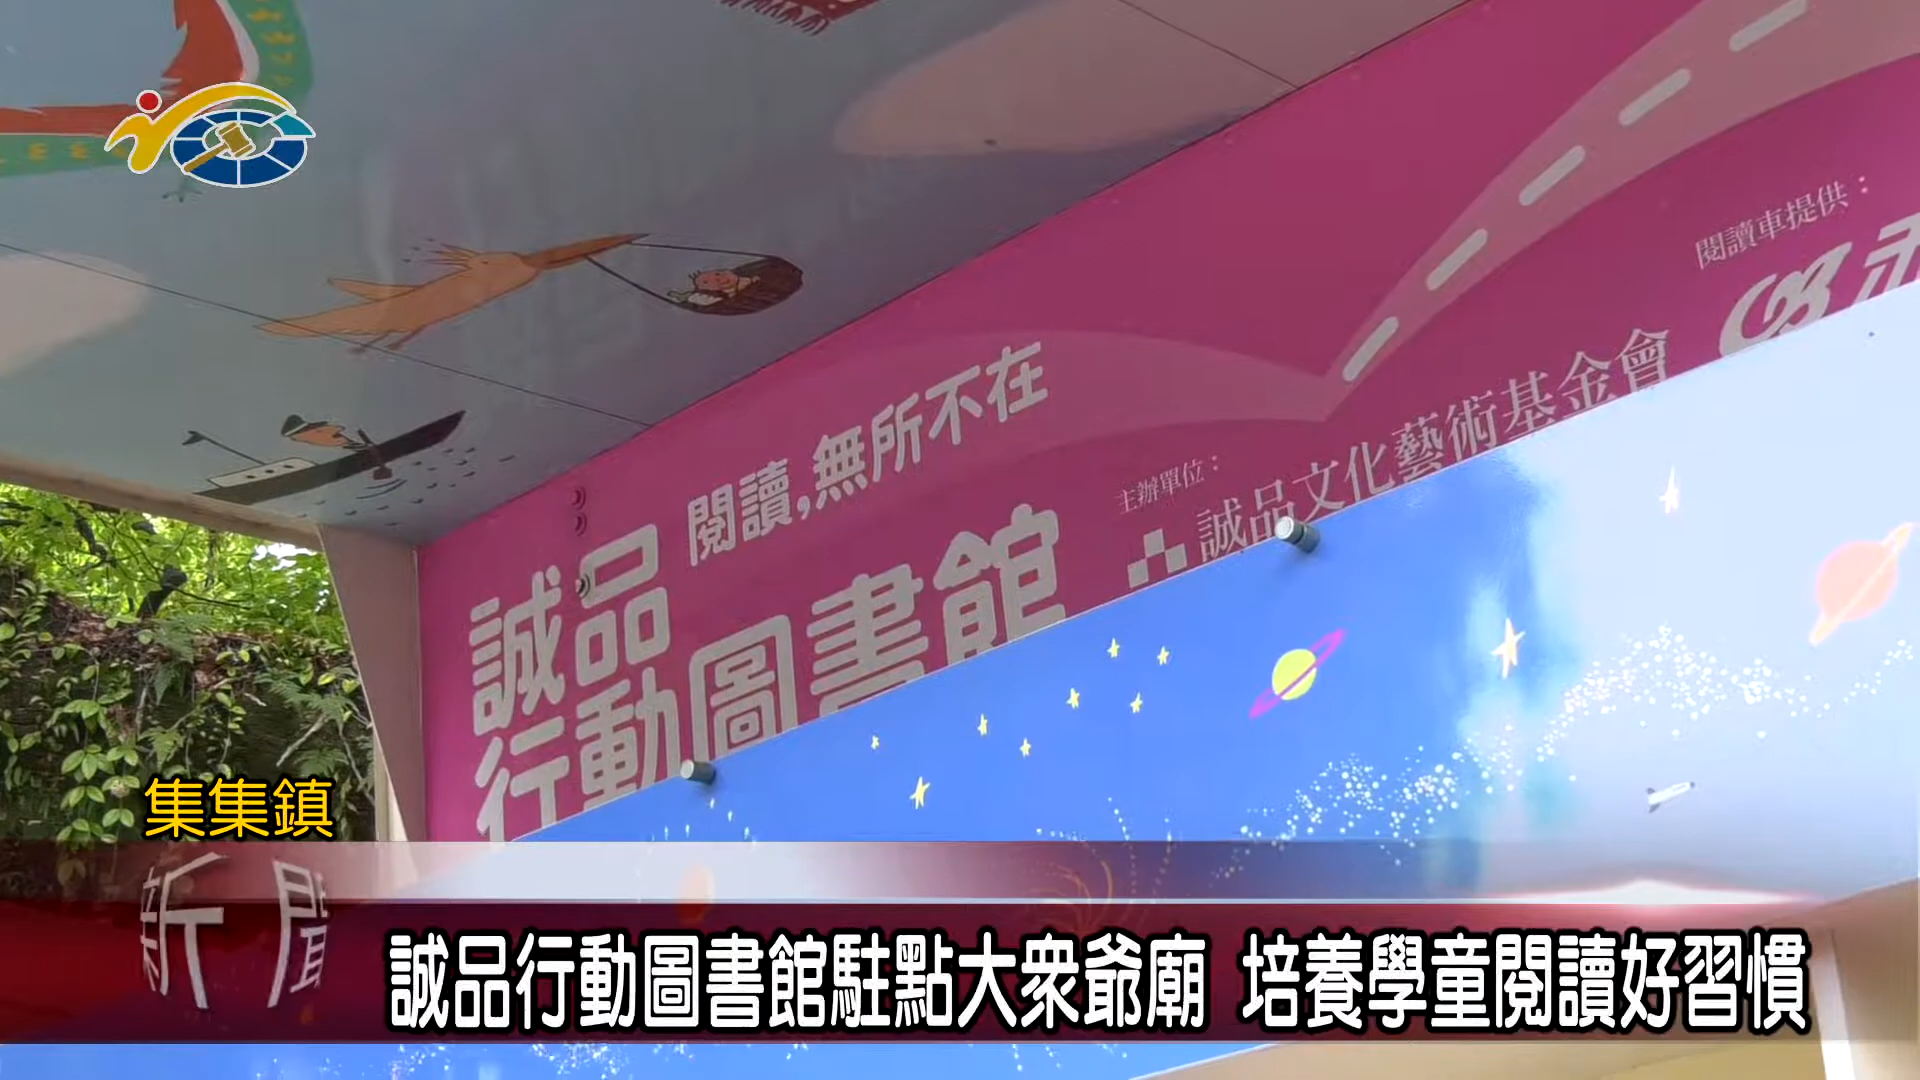 閱讀車提供：
閱讀,無所不在
主辦單位：
誠品文化藝術基金會
誠品
行動圖書館
集集鎮
新聞
誠品行動圖書館駐點大衆爺廟 培養學童閱讀好習慣